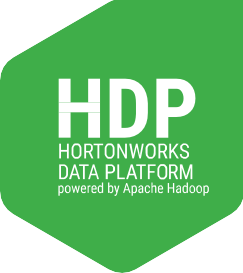 HDP
HORTONWORKS
DATA PLATFORM
powered by Apache Hadoop